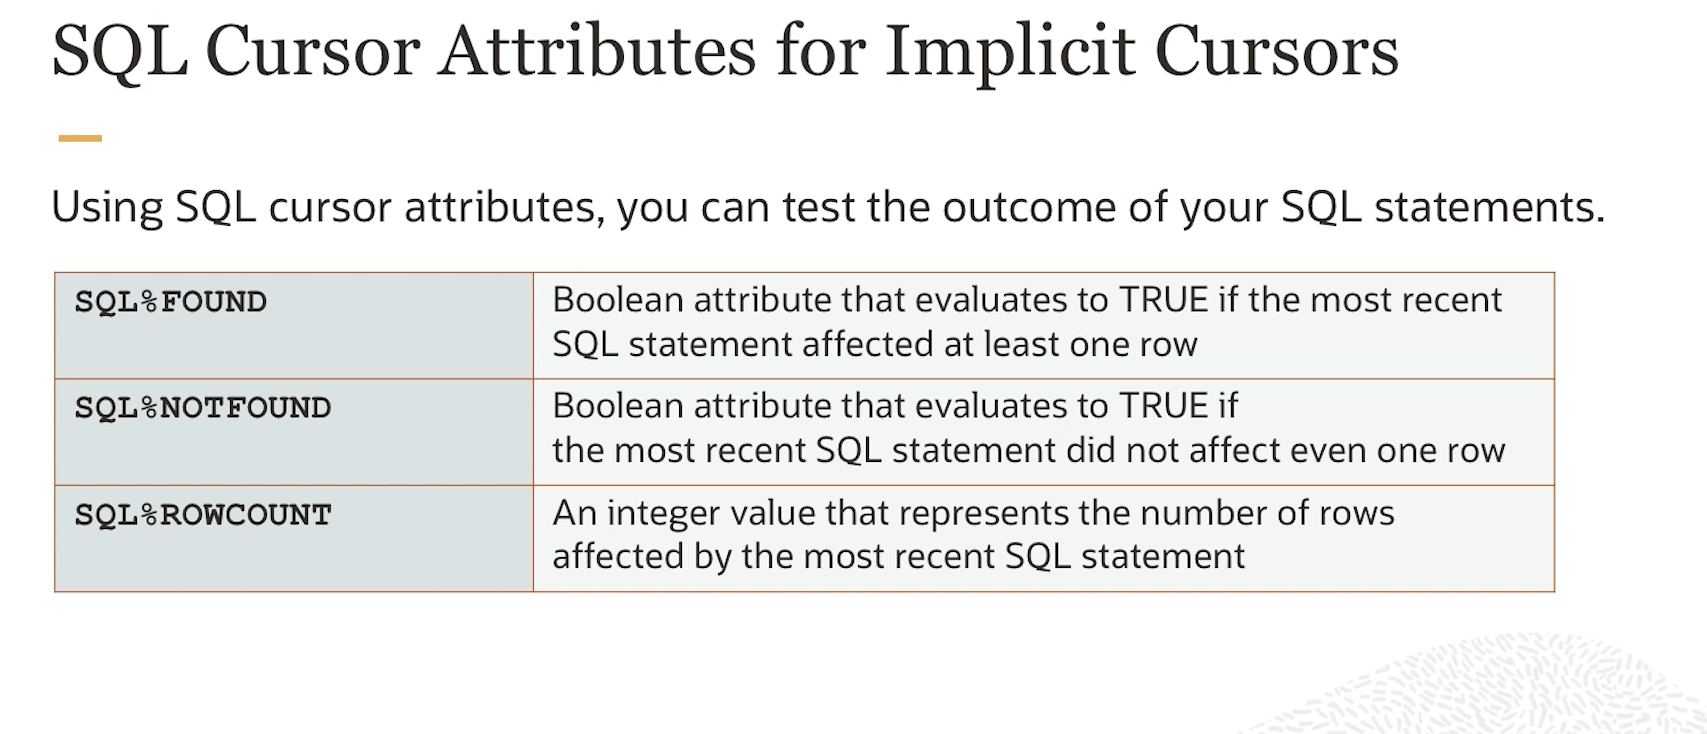 SQL Cursor Attributes for Implicit Cursors
Using SQL cursor attributes, you can test the outcome of your SQL statements.
SQL%FOUND
Boolean attribute that evaluates to TRUE if the most recent
SQL statement affected at least one row
SQL%NOTFOUND
Boolean attribute that evaluates to TRUE if
the most recent SQL statement did not affect even one row
SQL%ROWCOUNT
An integer value that represents the number of rows
affected by the most recent SQL statement